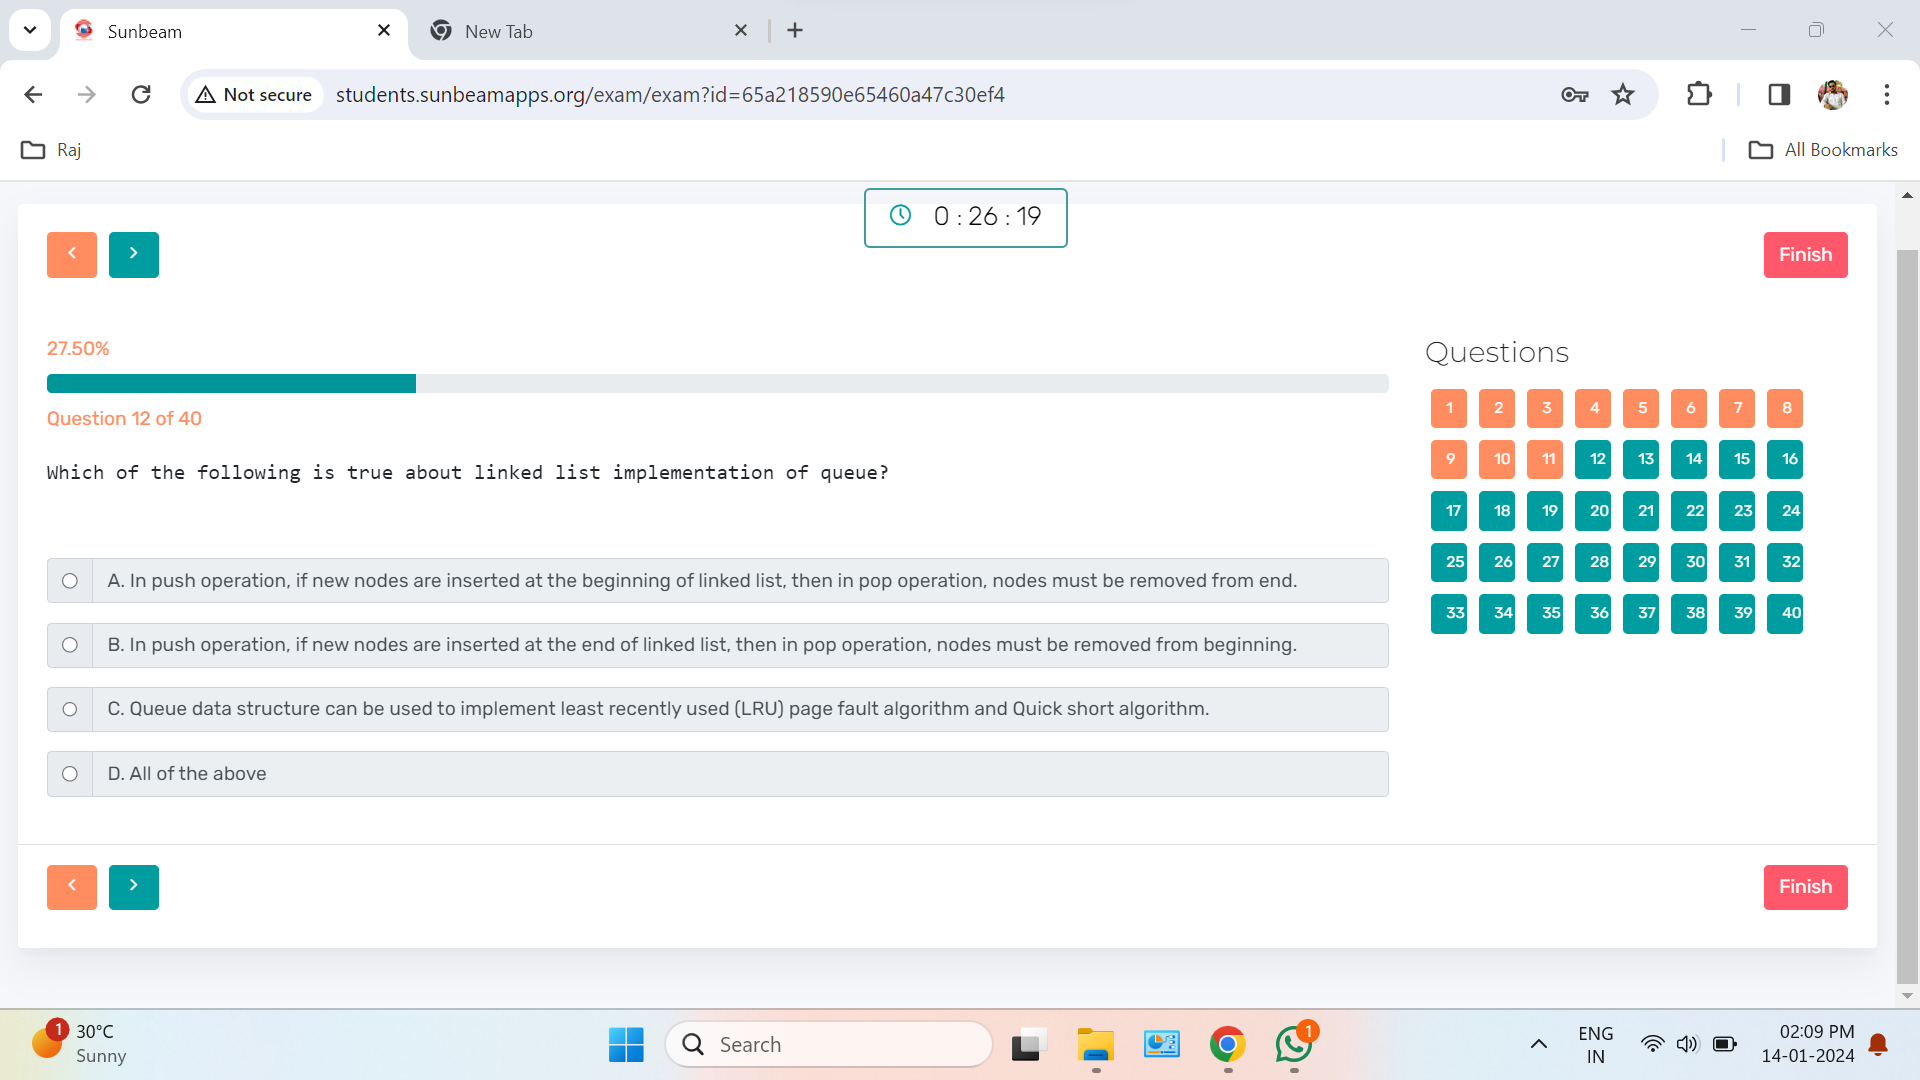 Sunbeam
New Tab
Not secure
students.sunbeamapps.org/exam/exam?id=65a218590e65460a47c30ef4
Raj
All Bookmarks
0 : 26 : 19
Finish
27.50%
Question 12 of 40
Which of the following is true about linked list implementation of queue?
A. In push operation, if new nodes are inserted at the beginning of linked list, then in pop operation, nodes must be removed from end.
B. In push operation, if new nodes are inserted at the end of linked list, then in pop operation, nodes must be removed from beginning.
C. Queue data structure can be used to implement least recently used (LRU) page fault algorithm and Quick short algorithm.
D. All of the above
Questions
1 2 3 4 5 6 7 8
9 10 11 12 13 14 15 16
17 18 19 20 21 22 23 24
25 26 27 28 29 30 31 32
33 34 35 36 37 38 39 40
Finish
1
30°C
Sunny
Search
1
ENG
IN
02:09 PM
14-01-2024